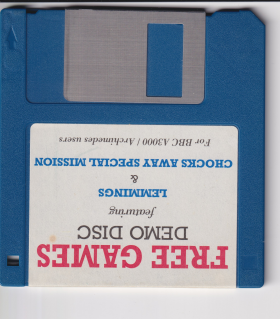 FREE GAMES
DEMO DISC
featuring
LEMMINGS
&
CHOCKS AWAY SPECIAL MISSION
For BBC A3000 / Archimedes users